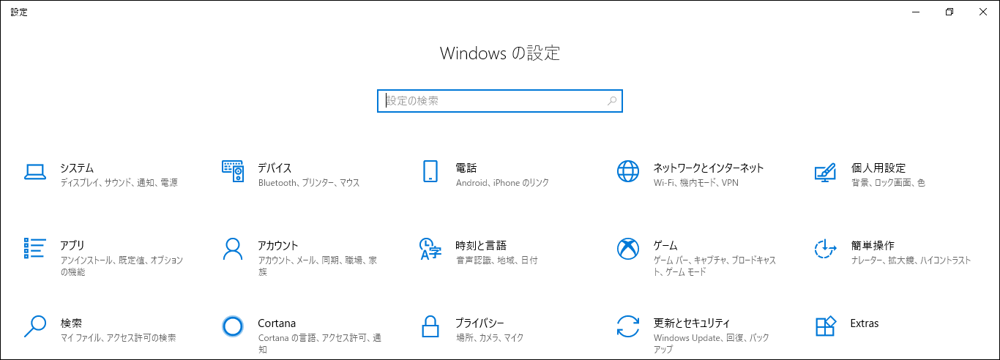 設定
Windows の設定
設定の検索
システム
ディスプレイ、サウンド、通知、電源
デバイス
Bluetooth、プリンター、マウス
電話
Android、iPhone のリンク
ネットワークとインターネット
Wi-Fi、機内モード、VPN
個人用設定
背景、ロック画面、色
アプリ
アンインストール、既定値、オプション
の機能
アカウント
アカウント、メール、同期、職場、家
族
時刻と言語
音声認識、地域、日付
ゲーム
ゲーム バー、キャプチャ、ブロードキャス
ト、ゲーム モード
簡単操作
ナレーター、拡大鏡、ハイコントラスト
検索
マイ ファイル、アクセス許可の検索
Cortana
Cortana の言語、アクセス許可、通
知
プライバシー
場所、カメラ、マイク
更新とセキュリティ
Windows Update、回復、バック
アップ
Extras